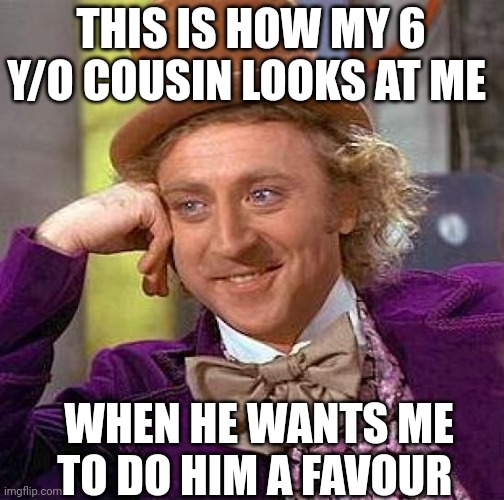 THIS IS HOW MY 6
Y/O COUSIN LOOKS AT ME
WHEN HE WANTS ME
TO DO HIM A FAVOUR
imgflip.com